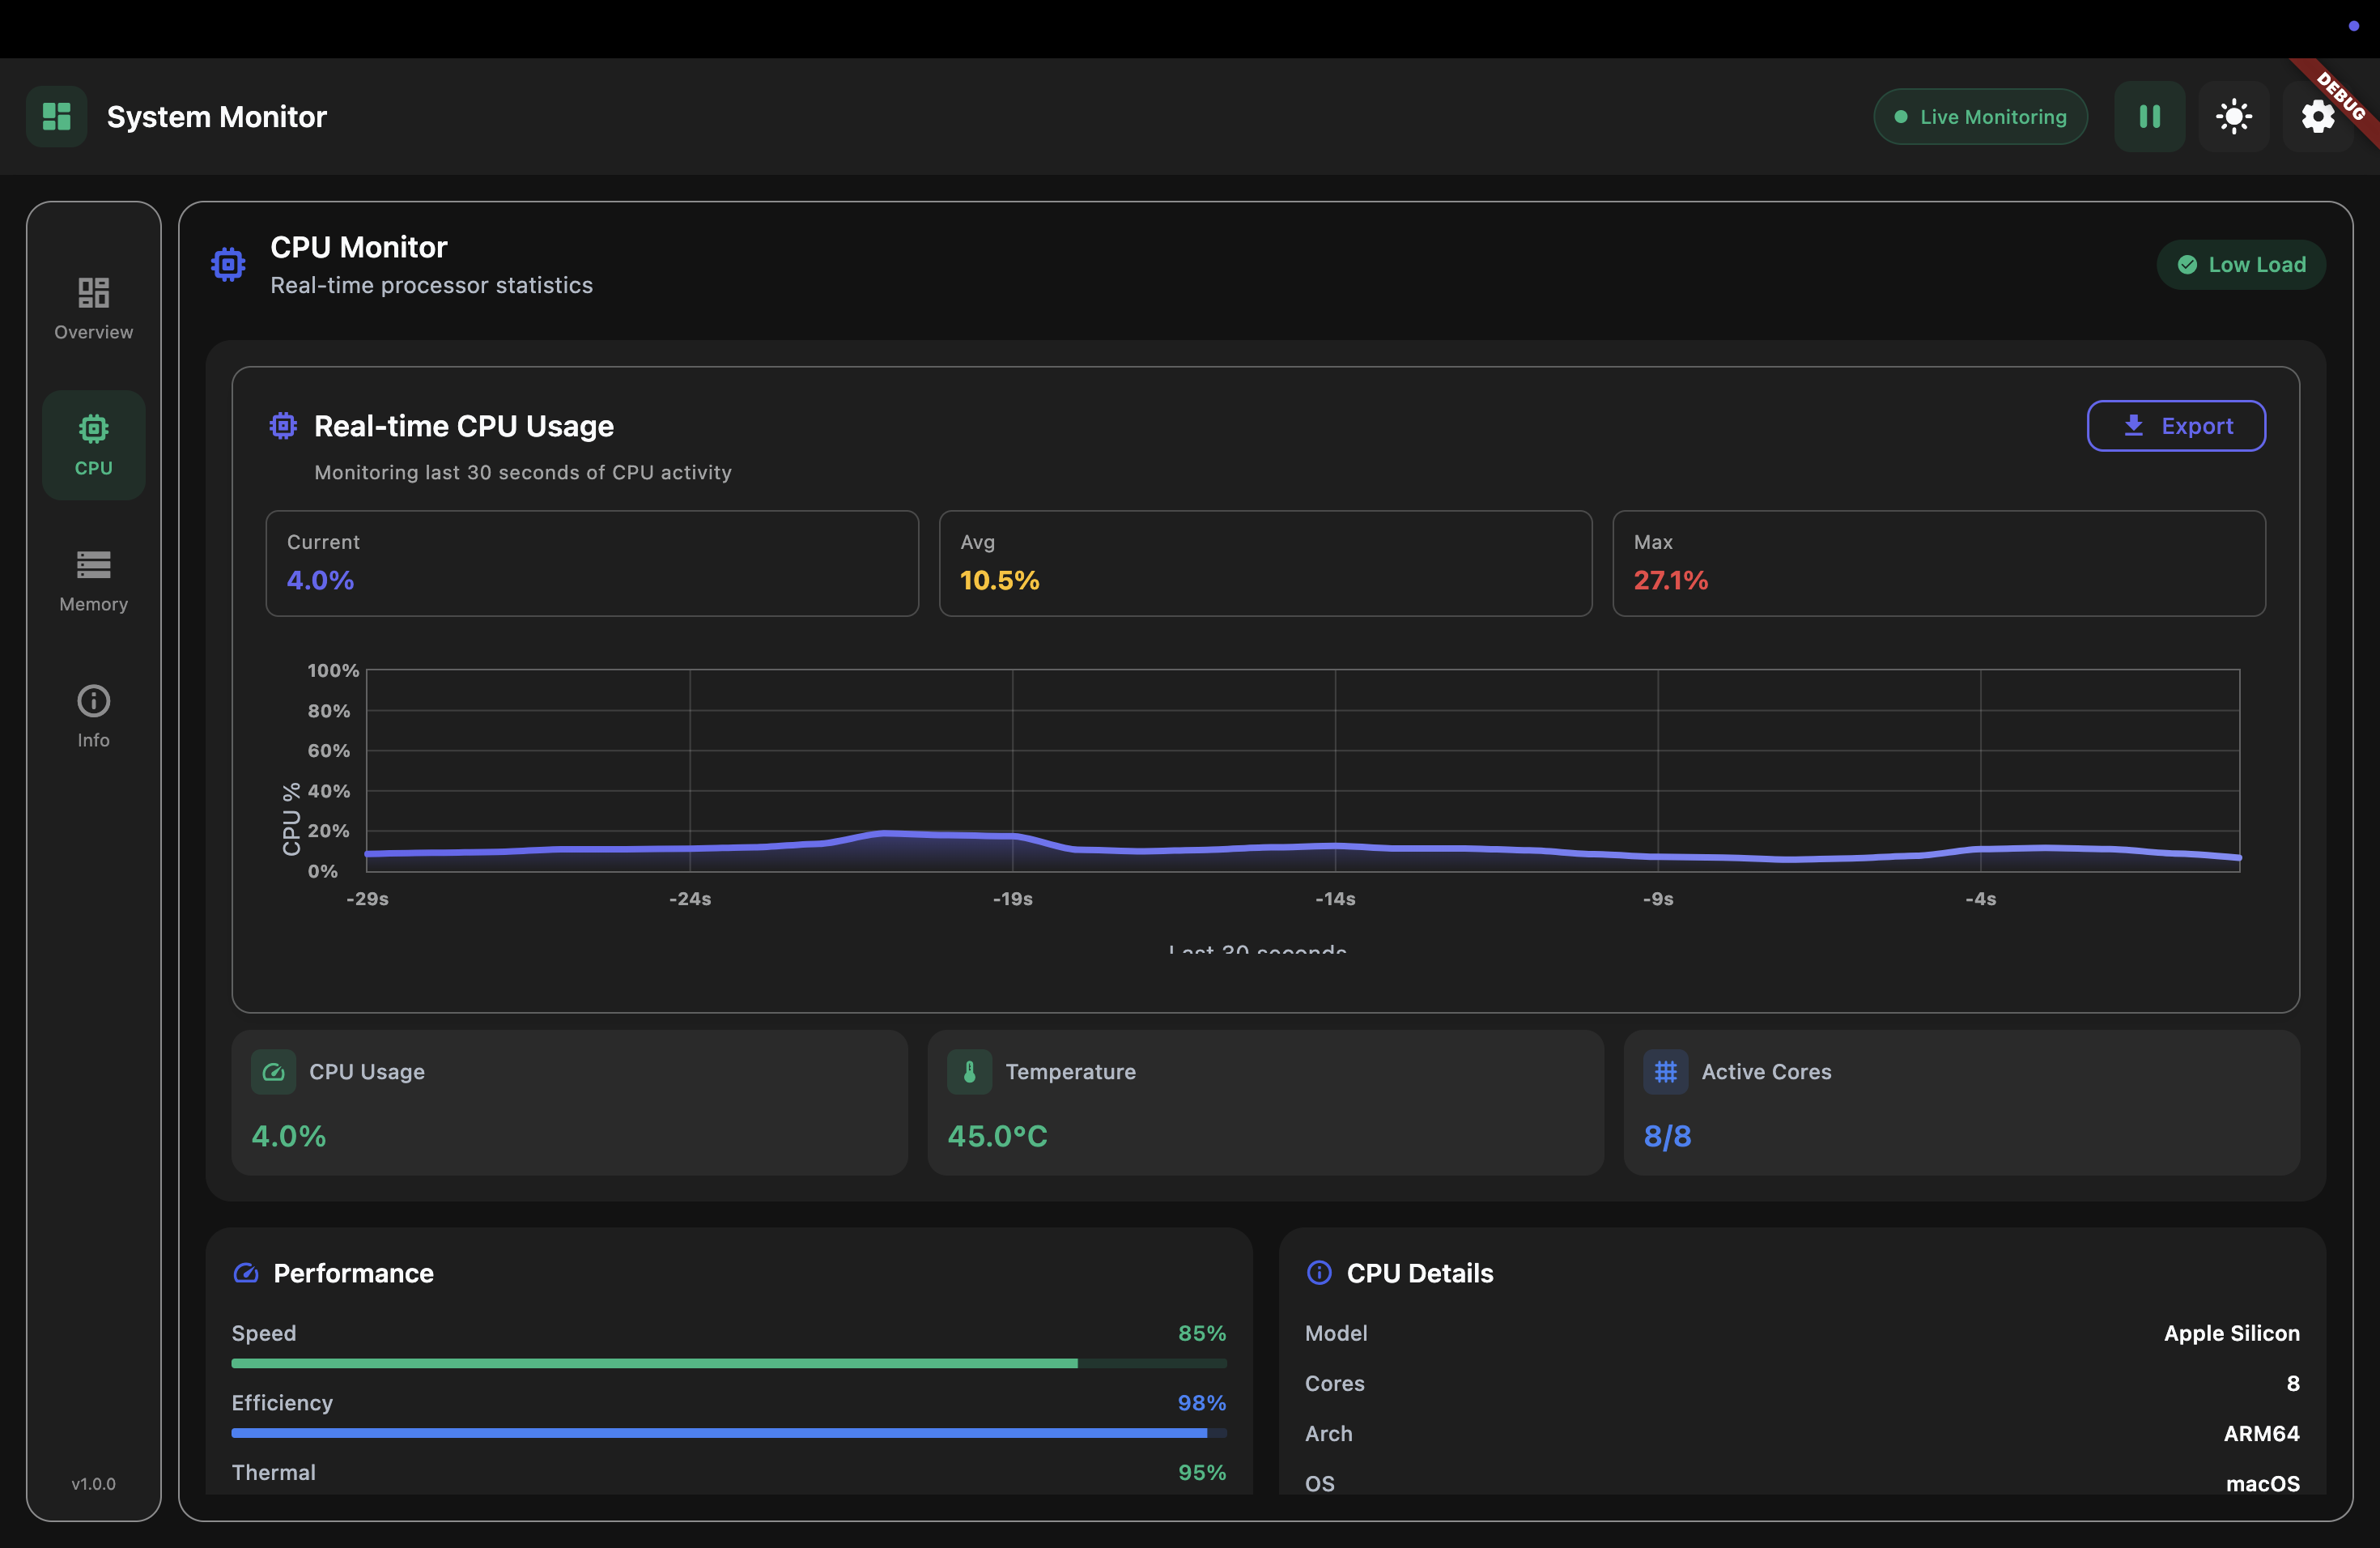 DEBUG
System Monitor
Live Monitoring
Overview
CPU
Memory
Info
v1.0.0
CPU Monitor
Real-time processor statistics
Low Load
Real-time CPU Usage
Monitoring last 30 seconds of CPU activity
Export
Current
4.0%
Avg
10.5%
Max
27.1%
CPU %
100%
80%
60%
40%
20%
0%
-29s -24s -19s -14s -9s -4s
Last 30 seconds
CPU Usage
4.0%
Temperature
45.0°C
Active Cores
8/8
Performance
Speed 85%
Efficiency 98%
Thermal 95%
CPU Details
Model Apple Silicon
Cores 8
Arch ARM64
OS macOS